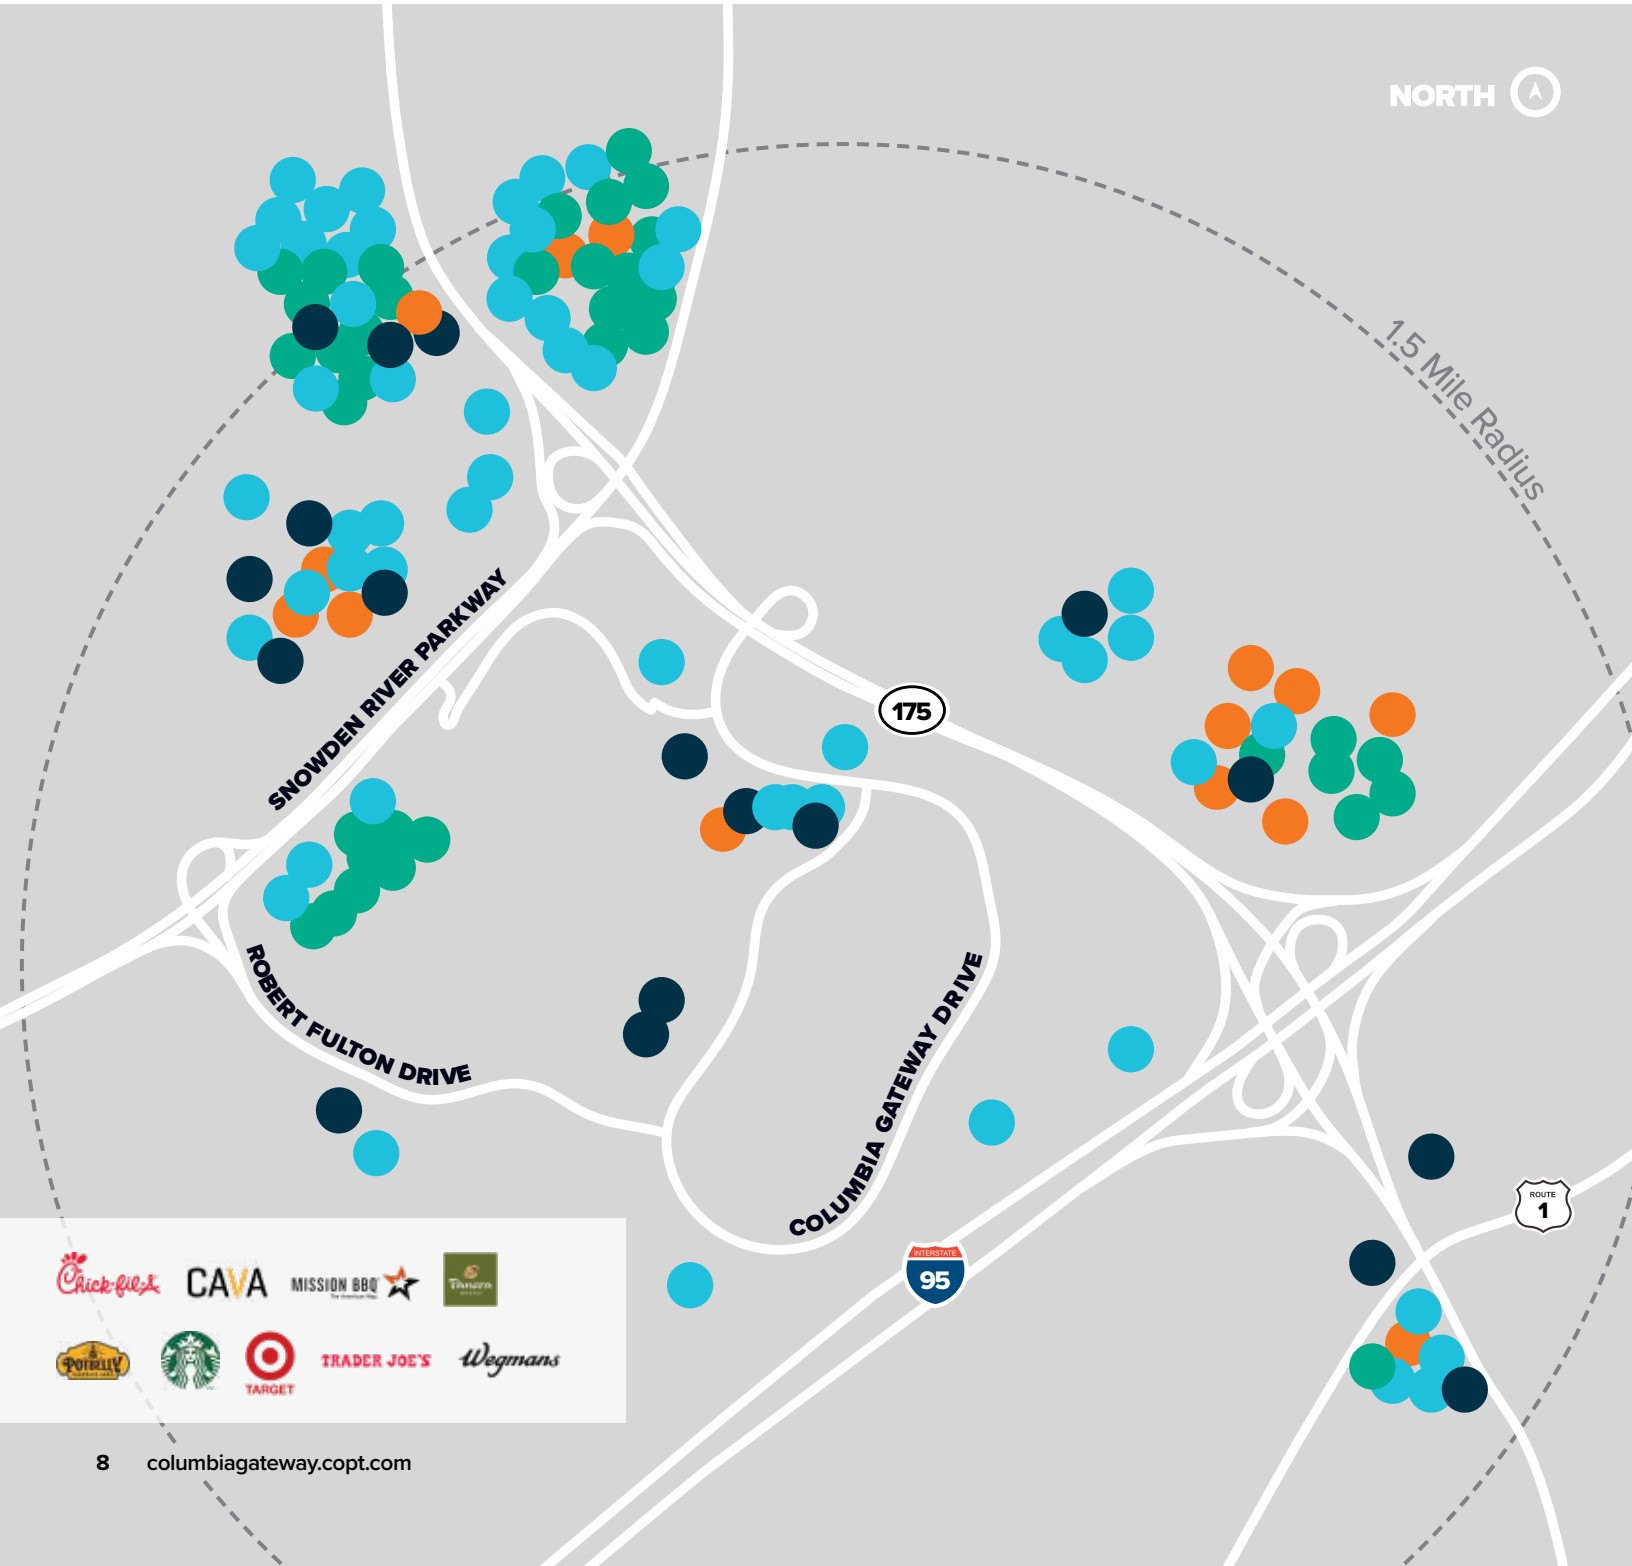 NORTH
1.5 Mile Radius
SNOWDEN RIVER PARKWAY
175
ROBERT FULTON DRIVE
COLUMBIA GATEWAY DRIVE
ROUTE
1
INTERSTATE
95
Chick-fil-A
CAVA
MISSION BBQ
Panera
POTBELLY
TARGET
TRADER JOE'S
Wegmans
8 columbiagateway.copt.com